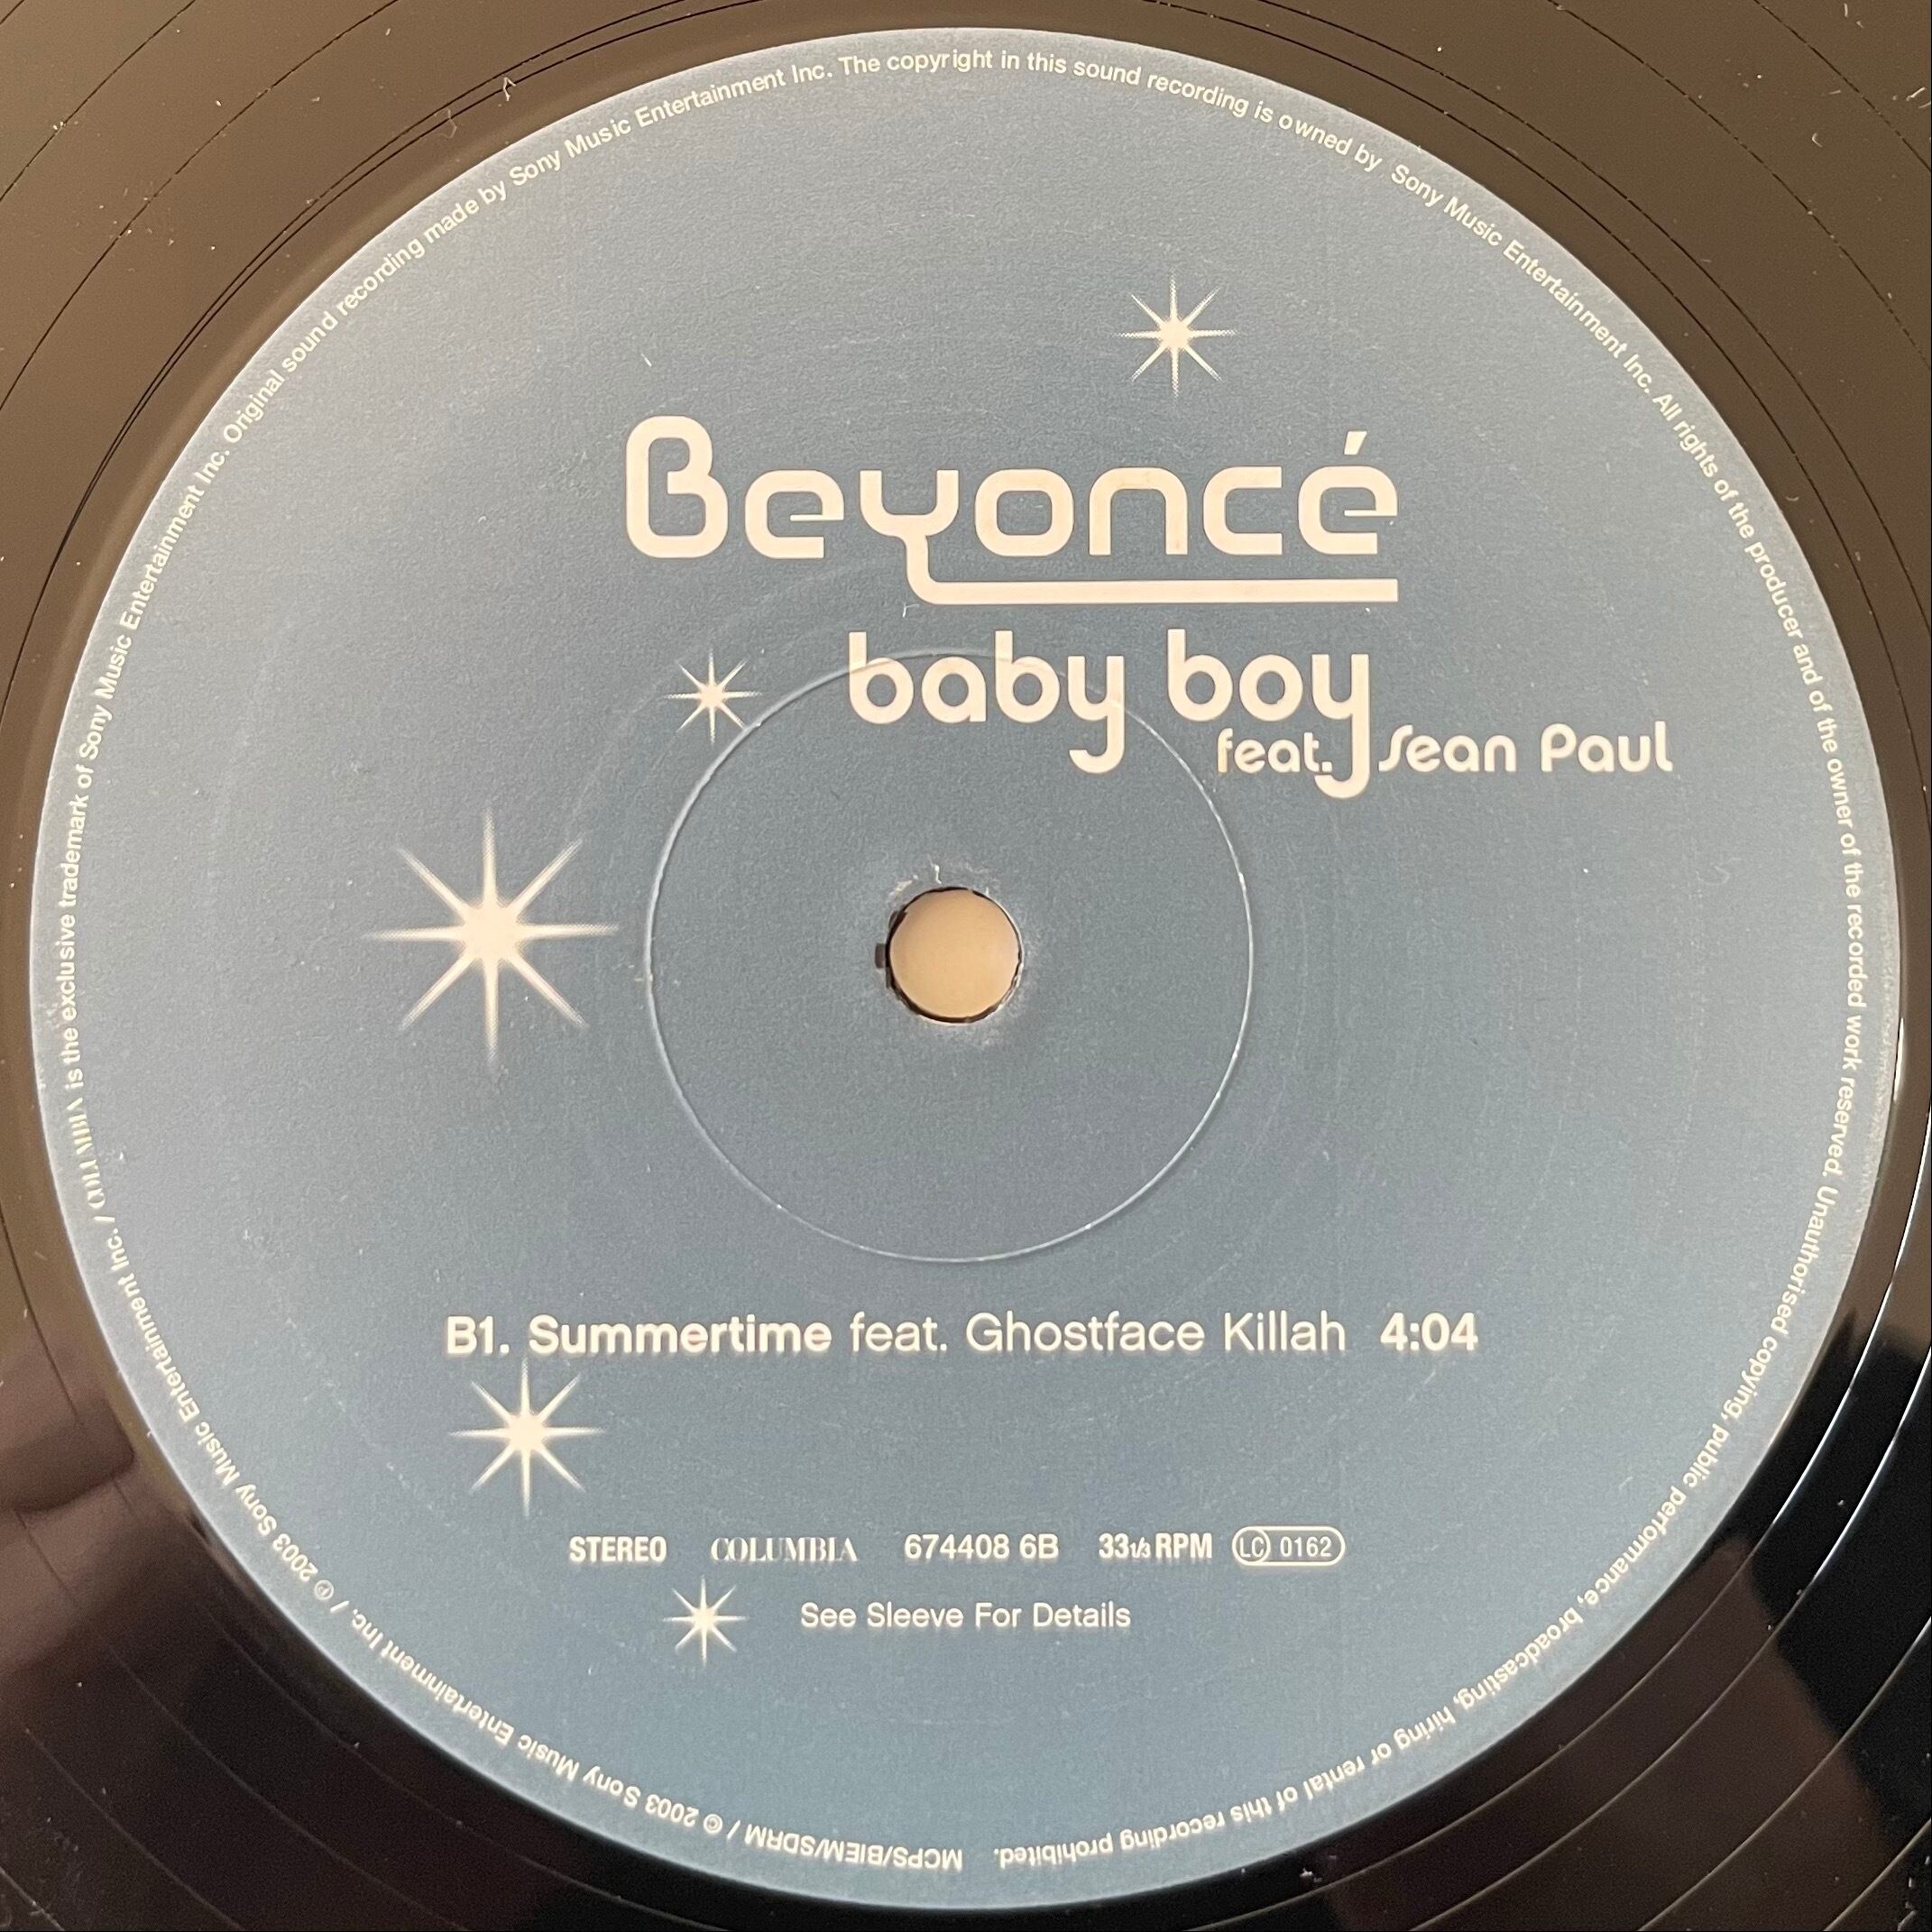 Beyoncé
baby boy
feat. Sean Paul
B1. Summertime feat. Ghostface Killah 4:04
STEREO COLUMBIA 674408 6B 33 1/3 RPM LC 0162
See Sleeve For Details
MCPS/BIEM/SDRM / © 2003 Sony Music Entertainment Inc. / ℗ 2003 Sony Music Entertainment Inc. / COLUMBIA is the exclusive trademark of Sony Music Entertainment Inc. Original sound recording made by Sony Music Entertainment Inc. The copyright in this sound recording is owned by Sony Music Entertainment Inc. All rights of the producer and of the owner of the recorded work reserved. Unauthorised copying, public performance, broadcasting, hiring or rental of this recording prohibited.